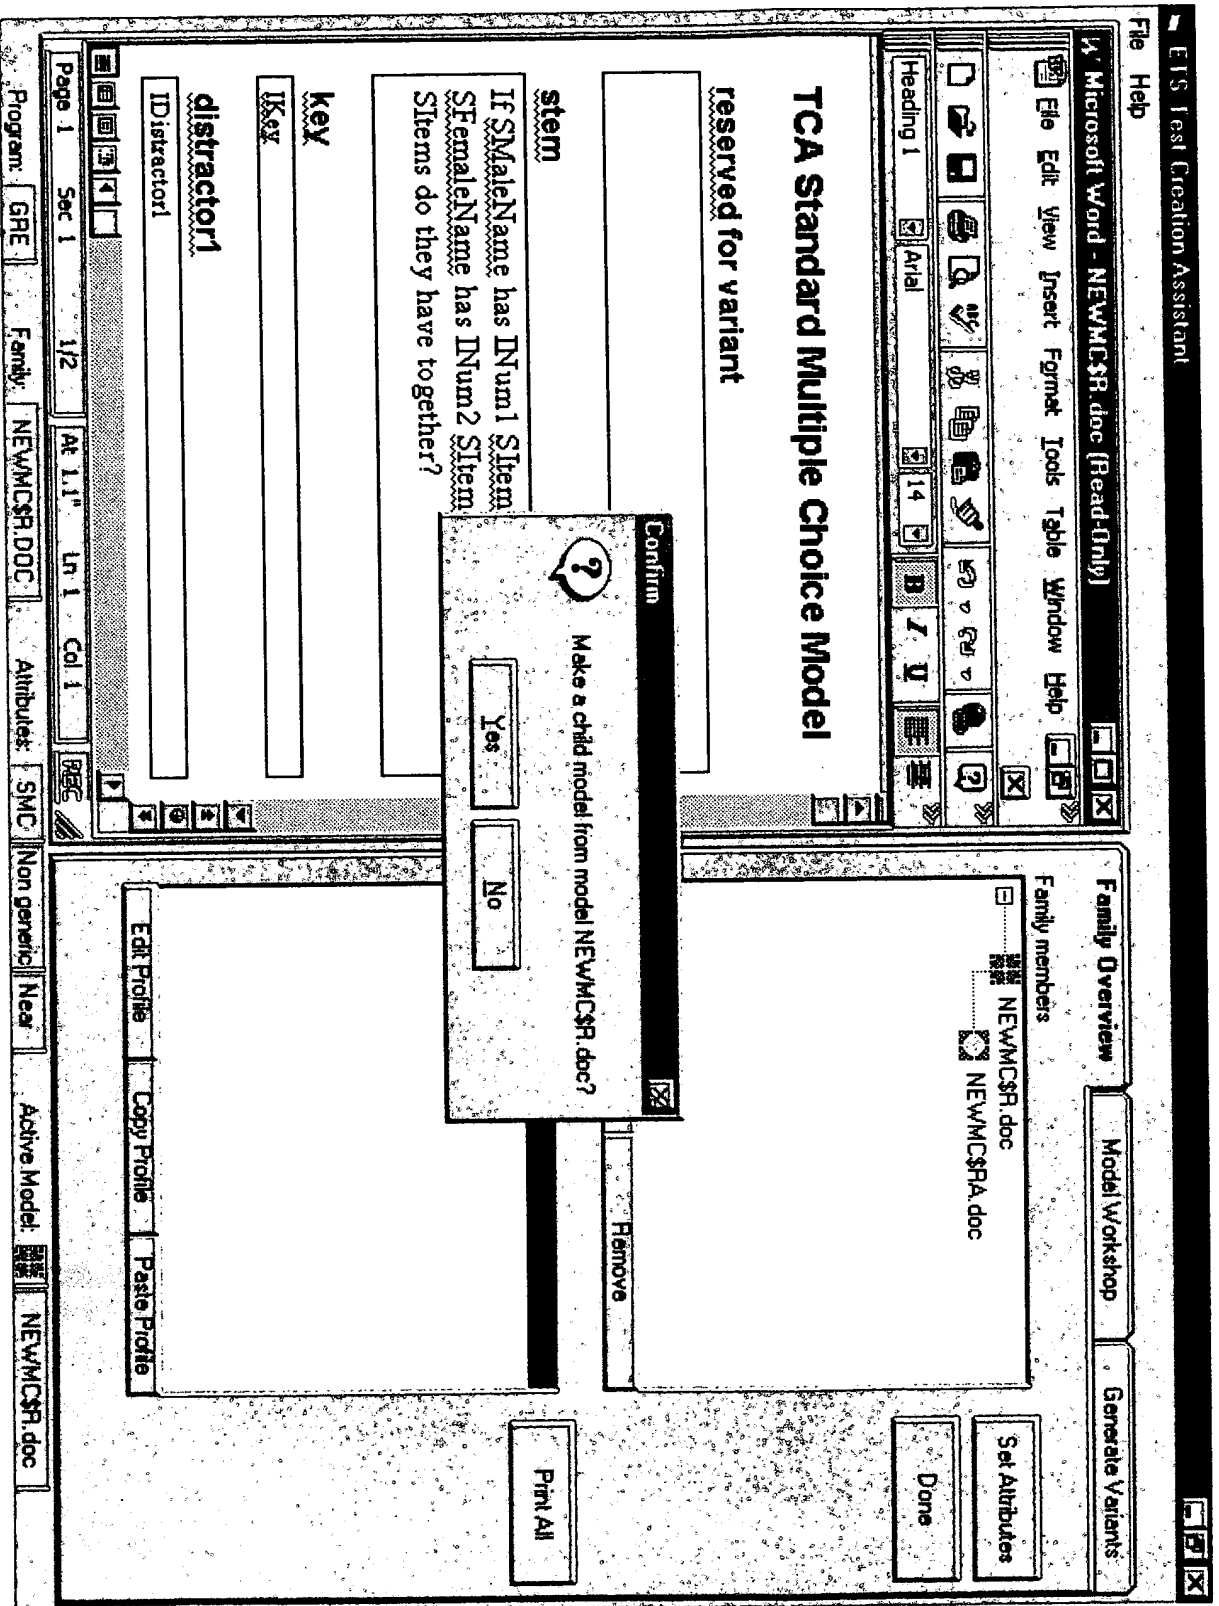 ETS Test Creation Assistant
File Help
Microsoft Word - NEWMC$R.doc (Read-Only)
File Edit View Insert Format Tools Table Window Help
Heading 1 Arial 14 B I U
TCA Standard Multiple Choice Model
reserved for variant
stem
If SMaleName has INum1 SItem
SFemaleName has INum2 SItem
SItems do they have together?
key
IKey
distractor1
IDistractor1
Page 1 Sec 1 1/2 At 1.1" Ln 1 Col 1 REC
Confirm
Make a child model from model NEWMC$R.doc?
Yes No
Family Overview Model Workshop Generate Variants
Family members
NEWMC$R.doc
NEWMC$RA.doc
Set Attributes
Done
Remove
Print All
Edit Profile Copy Profile Paste Profile
Program: GRE Family: NEWMC$R.DOC Attributes: SMC Non generic Near Active Model: NEWMC$R.doc